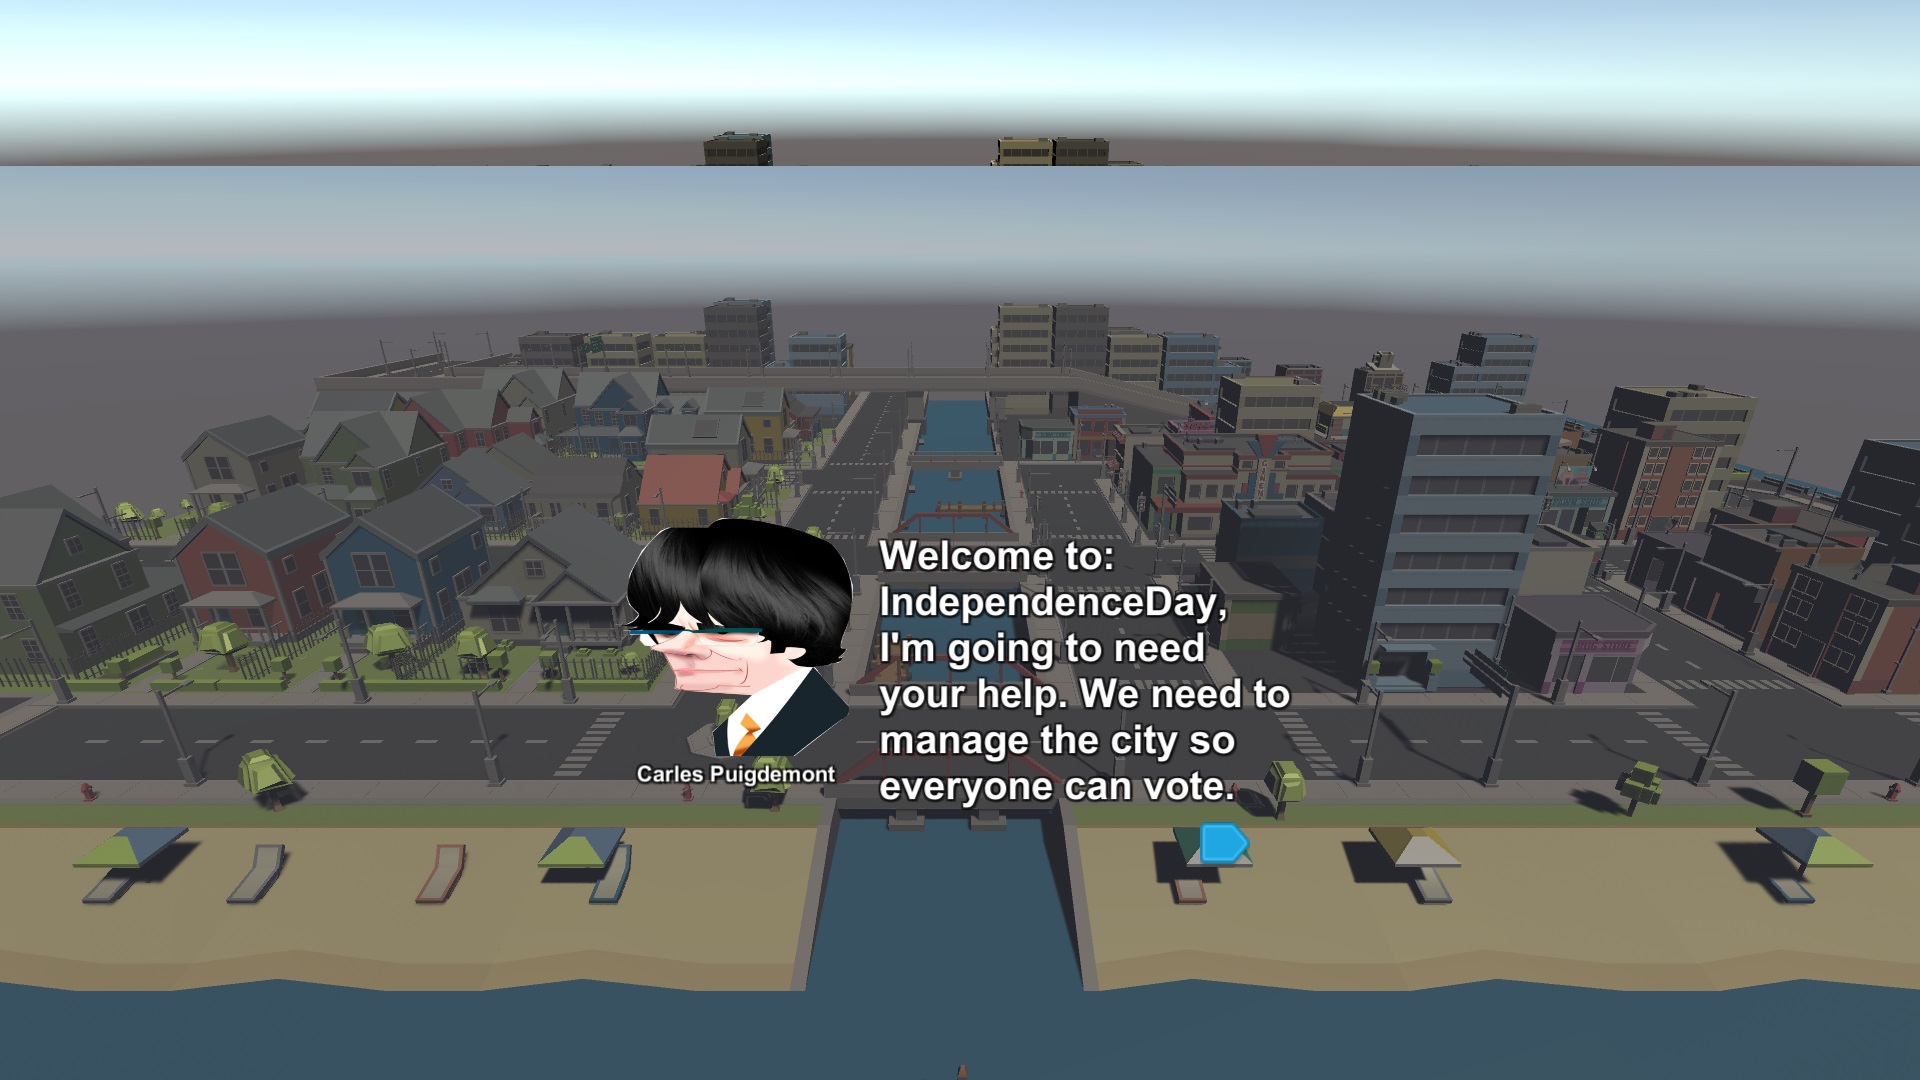 Welcome to:
IndependenceDay,
I'm going to need
your help. We need to
manage the city so
everyone can vote.
Carles Puigdemont